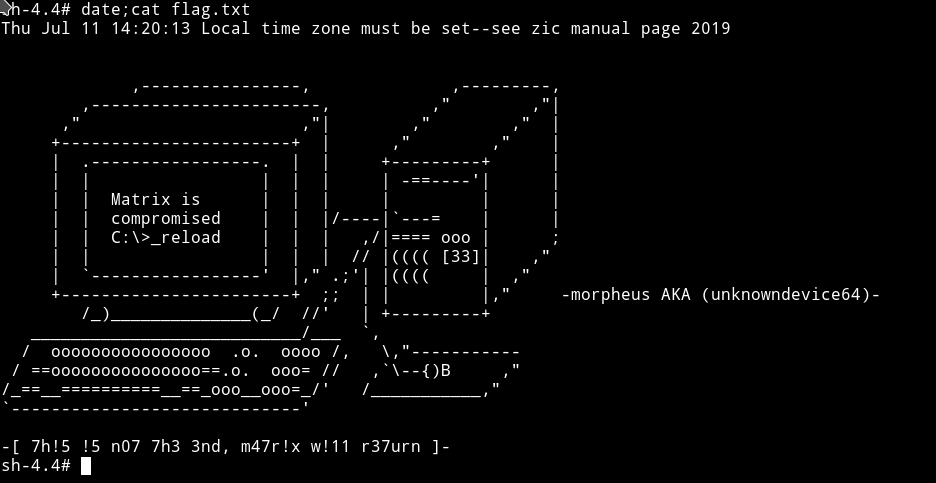 sh-4.4# date;cat flag.txt
Thu Jul 11 14:20:13 Local time zone must be set--see zic manual page 2019
Matrix is
compromised
C:\>_reload
==== ooo
(((( [33]
((((
-morpheus AKA (unknowndevice64)-
oooooooooooooooo .o. oooo
==ooooooooooooooo==.o. ooo=
_==__==========__==_ooo__ooo=_
-[ 7h!5 !5 n07 7h3 3nd, m47r!x w!11 r37urn ]-
sh-4.4#